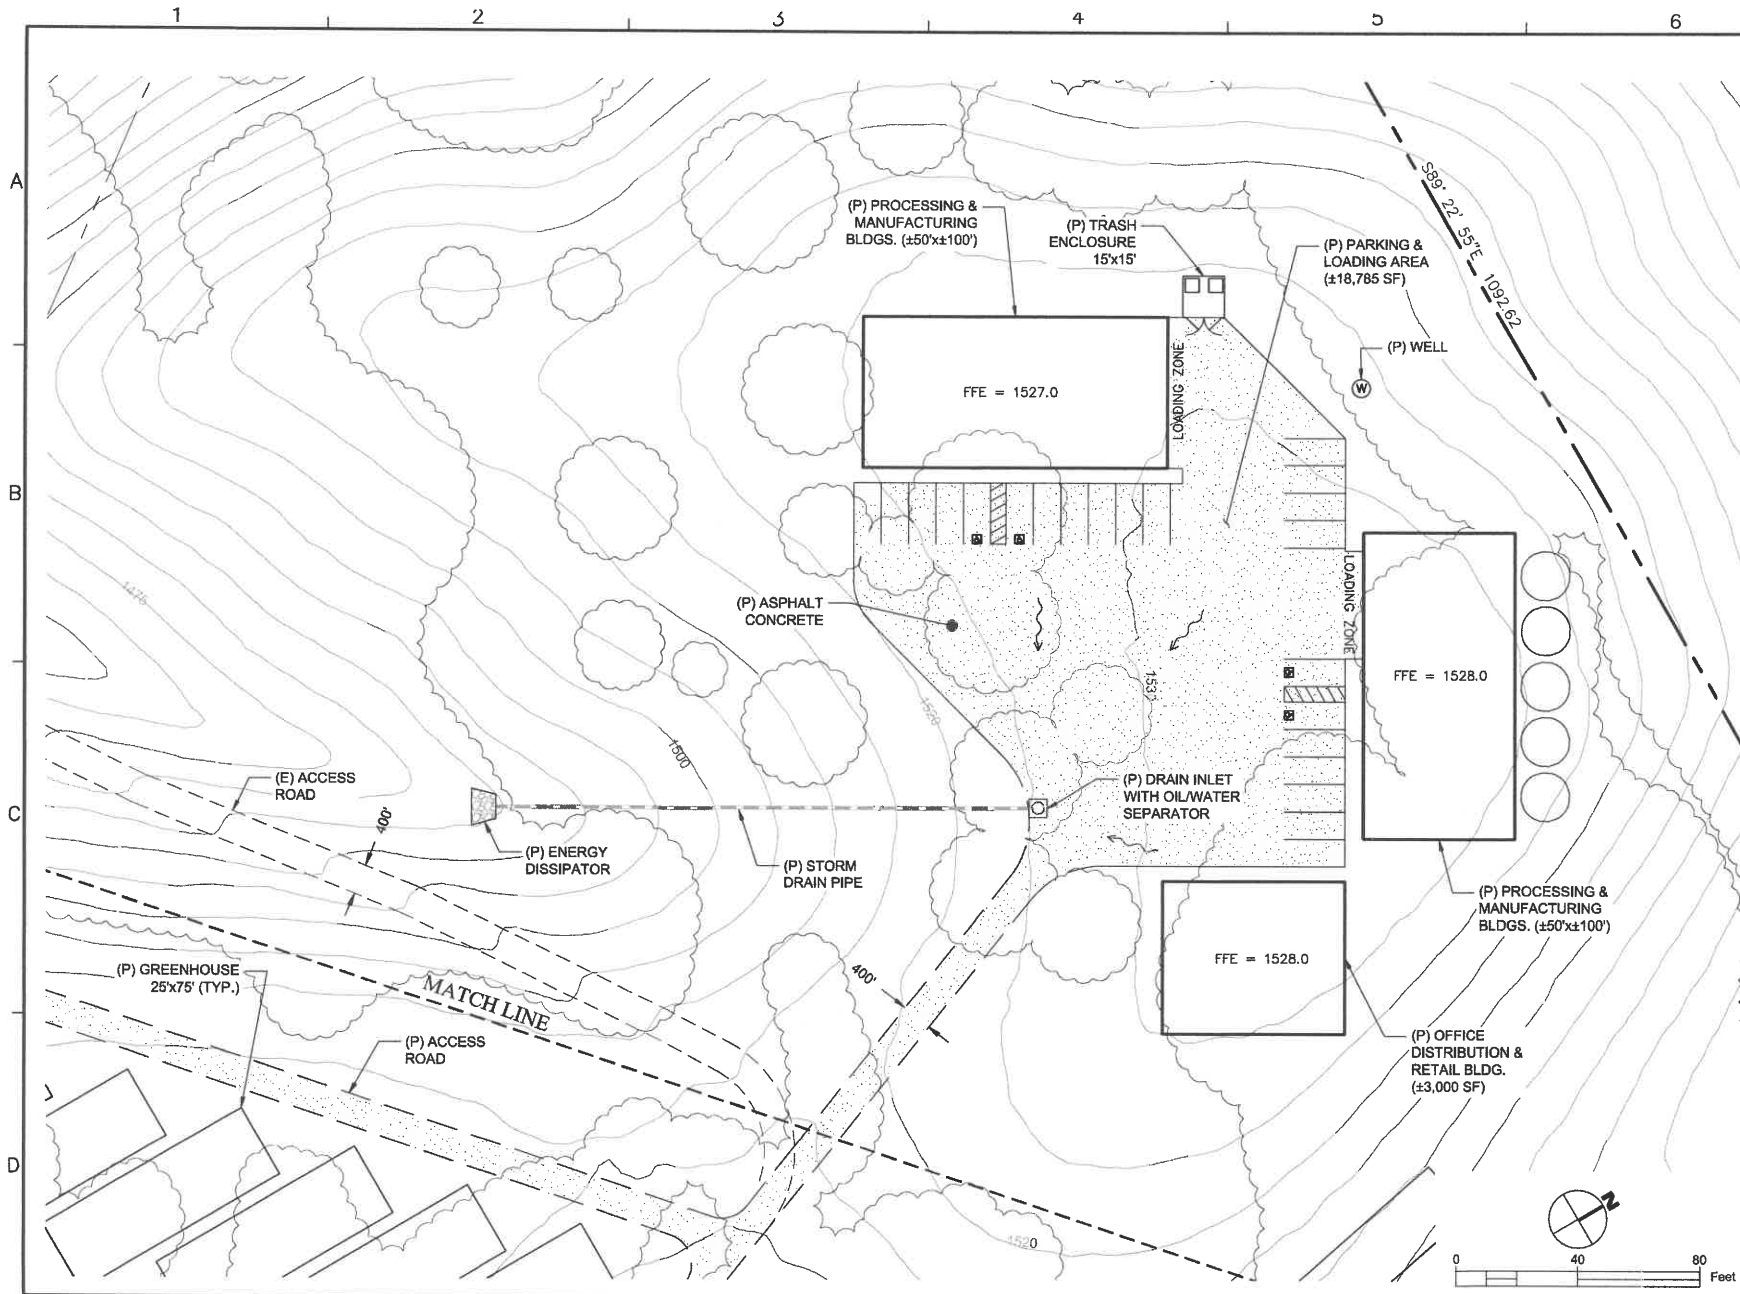 1
2
3
4
5
6
A
B
C
D
(P) PROCESSING &
MANUFACTURING
BLDGS. (±50'x±100')
(P) TRASH
ENCLOSURE
15'x15'
(P) PARKING &
LOADING AREA
(±18,785 SF)
S89° 22' 55"E 1092.62
(P) WELL
W
FFE = 1527.0
LOADING ZONE
LOADING ZONE
1475
(P) ASPHALT
CONCRETE
FFE = 1528.0
1520
1500
(E) ACCESS
ROAD
400'
(P) DRAIN INLET
WITH OIL/WATER
SEPARATOR
(P) ENERGY
DISSIPATOR
(P) STORM
DRAIN PIPE
(P) PROCESSING &
MANUFACTURING
BLDGS. (±50'x±100')
FFE = 1528.0
(P) GREENHOUSE
25'x75' (TYP.)
MATCH LINE
400'
(P) ACCESS
ROAD
(P) OFFICE
DISTRIBUTION &
RETAIL BLDG.
(±3,000 SF)
1520
N
0 40 80
Feet